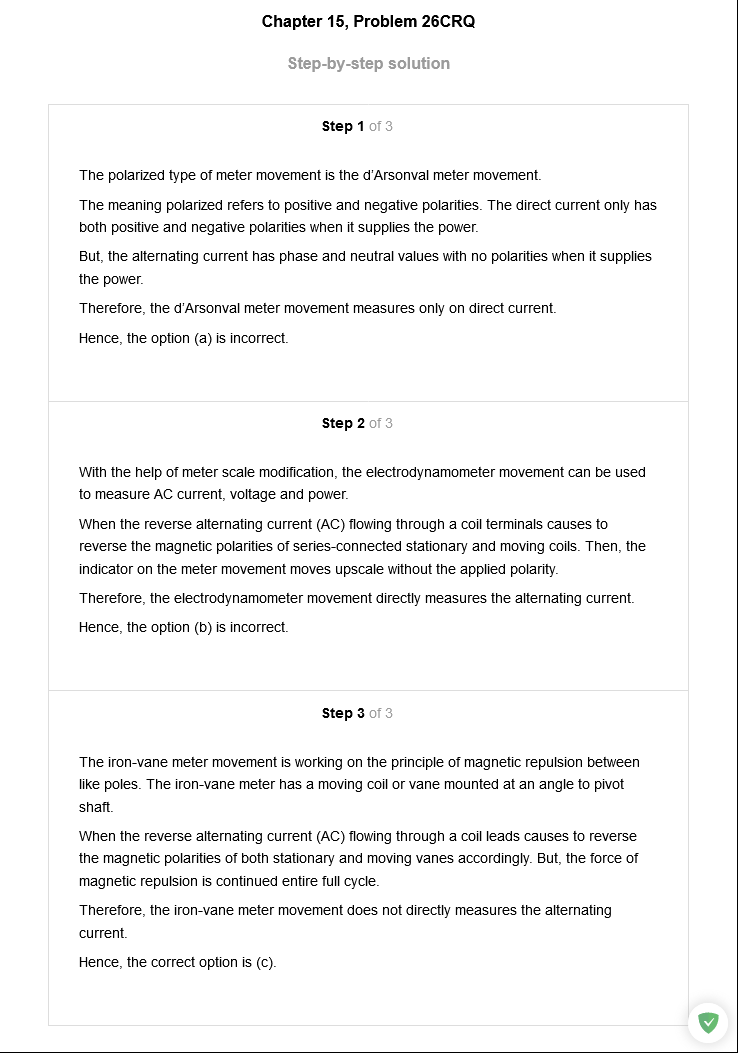 Chapter 15, Problem 26CRQ
Step-by-step solution
Step 1 of 3
The polarized type of meter movement is the d'Arsonval meter movement.
The meaning polarized refers to positive and negative polarities. The direct current only has
both positive and negative polarities when it supplies the power.
But, the alternating current has phase and neutral values with no polarities when it supplies
the power.
Therefore, the d'Arsonval meter movement measures only on direct current.
Hence, the option (a) is incorrect.
Step 2 of 3
With the help of meter scale modification, the electrodynamometer movement can be used
to measure AC current, voltage and power.
When the reverse alternating current (AC) flowing through a coil terminals causes to
reverse the magnetic polarities of series-connected stationary and moving coils. Then, the
indicator on the meter movement moves upscale without the applied polarity.
Therefore, the electrodynamometer movement directly measures the alternating current.
Hence, the option (b) is incorrect.
Step 3 of 3
The iron-vane meter movement is working on the principle of magnetic repulsion between
like poles. The iron-vane meter has a moving coil or vane mounted at an angle to pivot
shaft.
When the reverse alternating current (AC) flowing through a coil leads causes to reverse
the magnetic polarities of both stationary and moving vanes accordingly. But, the force of
magnetic repulsion is continued entire full cycle.
Therefore, the iron-vane meter movement does not directly measures the alternating
current.
Hence, the correct option is (c).